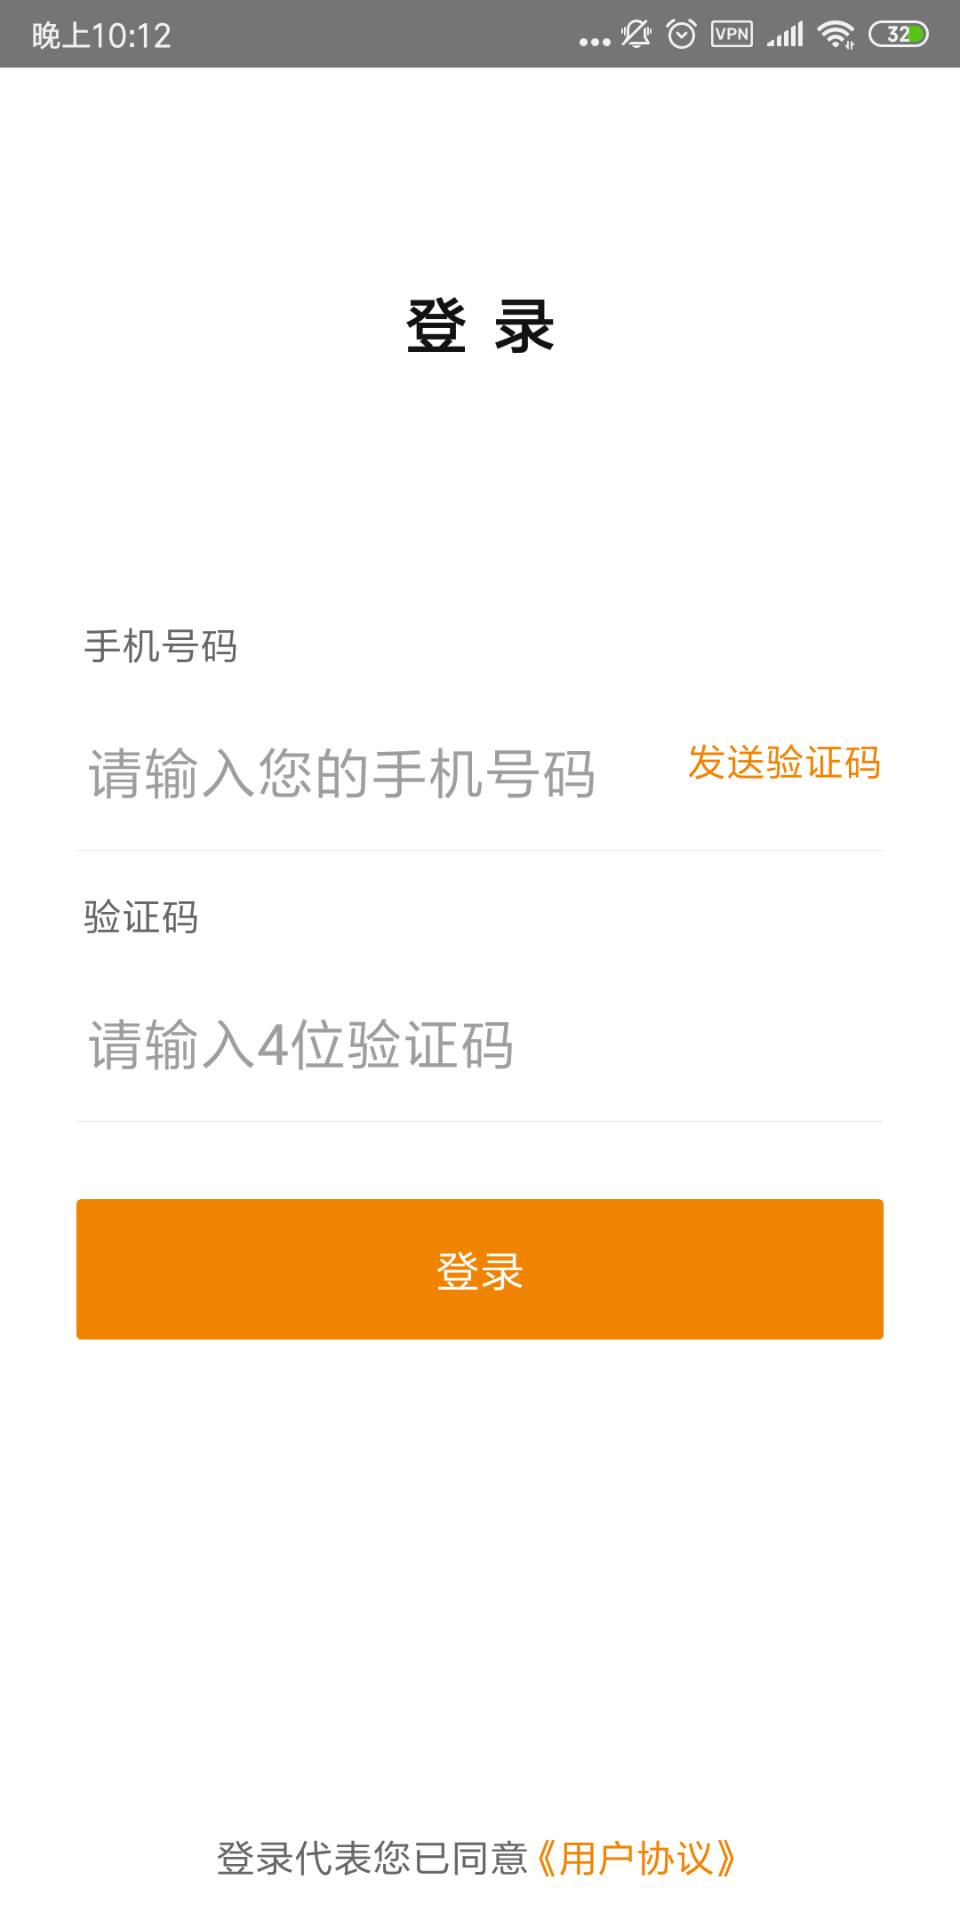 晚上10:12
VPN
32
登 录
手机号码
请输入您的手机号码
发送验证码
验证码
请输入4位验证码
登录
登录代表您已同意《用户协议》